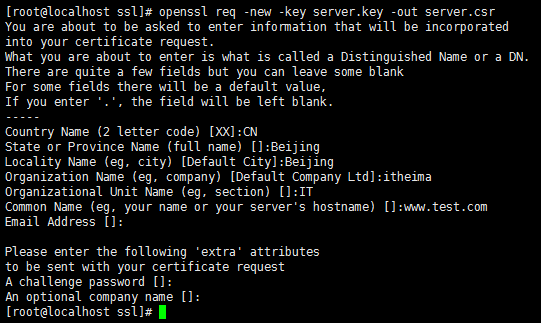 [root@localhost ssl]# openssl req -new -key server.key -out server.csr
You are about to be asked to enter information that will be incorporated
into your certificate request.
What you are about to enter is what is called a Distinguished Name or a DN.
There are quite a few fields but you can leave some blank
For some fields there will be a default value,
If you enter '.', the field will be left blank.
-----
Country Name (2 letter code) [XX]:CN
State or Province Name (full name) []:Beijing
Locality Name (eg, city) [Default City]:Beijing
Organization Name (eg, company) [Default Company Ltd]:itheima
Organizational Unit Name (eg, section) []:IT
Common Name (eg, your name or your server's hostname) []:www.test.com
Email Address []:

Please enter the following 'extra' attributes
to be sent with your certificate request
A challenge password []:
An optional company name []:
[root@localhost ssl]#